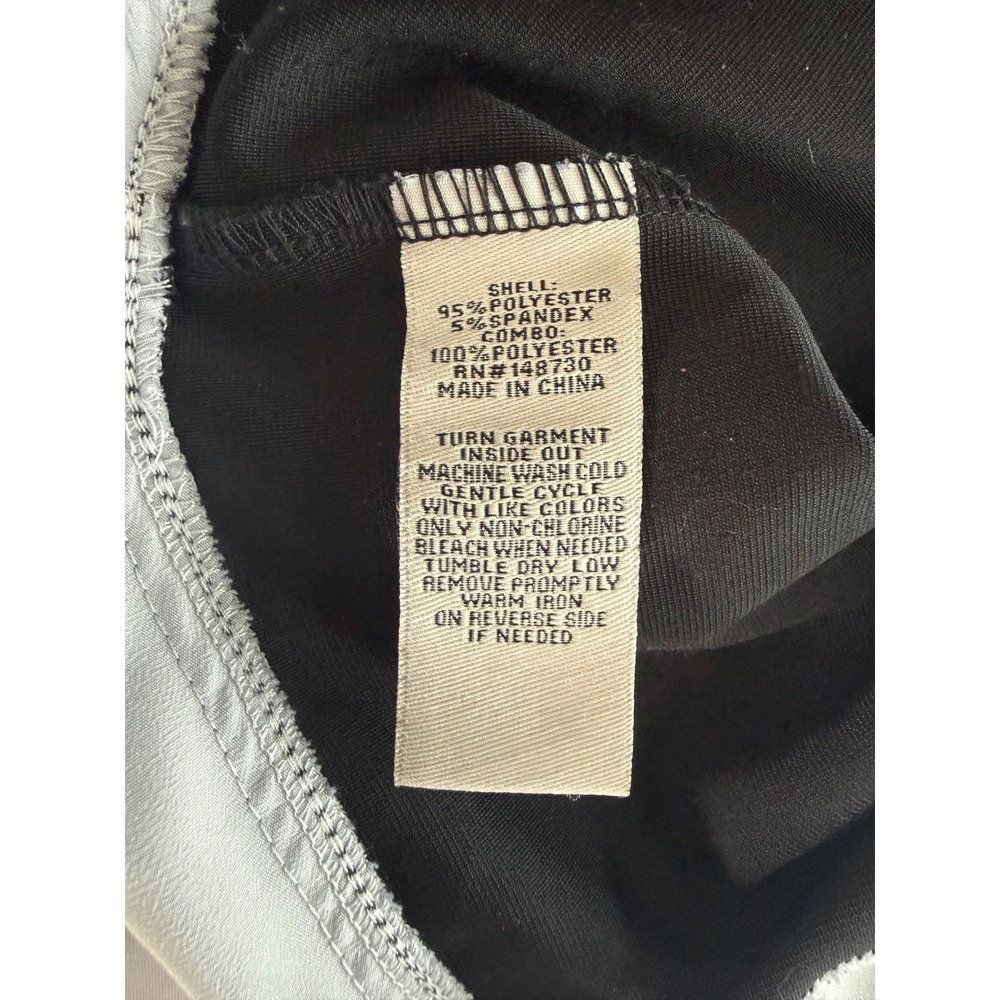 SHELL:
95%POLYESTER
5%SPANDEX
COMBO:
100%POLYESTER
RN#148730
MADE IN CHINA
TURN GARMENT
INSIDE OUT
MACHINE WASH COLD
GENTLE CYCLE
WITH LIKE COLORS
ONLY NON-CHLORINE
BLEACH WHEN NEEDED
TUMBLE DRY LOW
REMOVE PROMPTLY
WARM IRON
ON REVERSE SIDE
IF NEEDED